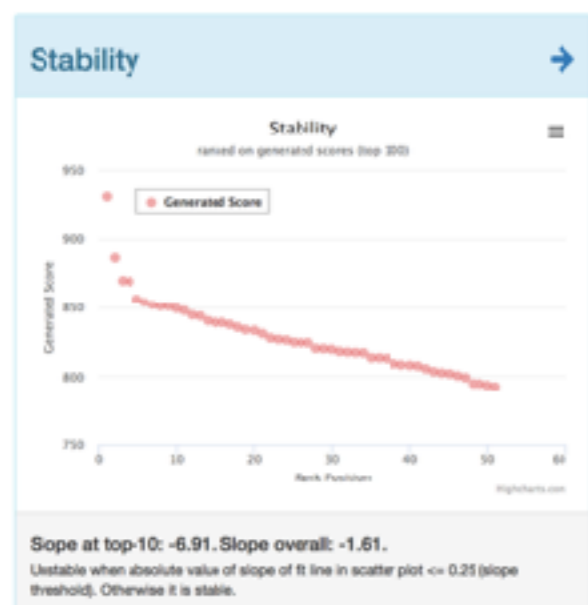 Stability
Stability
ranked on generated scores (top 100)
950
Generated Score
900
850
800
750
Generated Score
0 10 20 30 40 50 60
Rank Position
Highcharts.com
Sope at top-10: -6.91. Slope overall: -1.61.
Unstable when absolute value of slope of fit line in scatter plot <= 0.25 (slope
threshold). Otherwise it is stable.